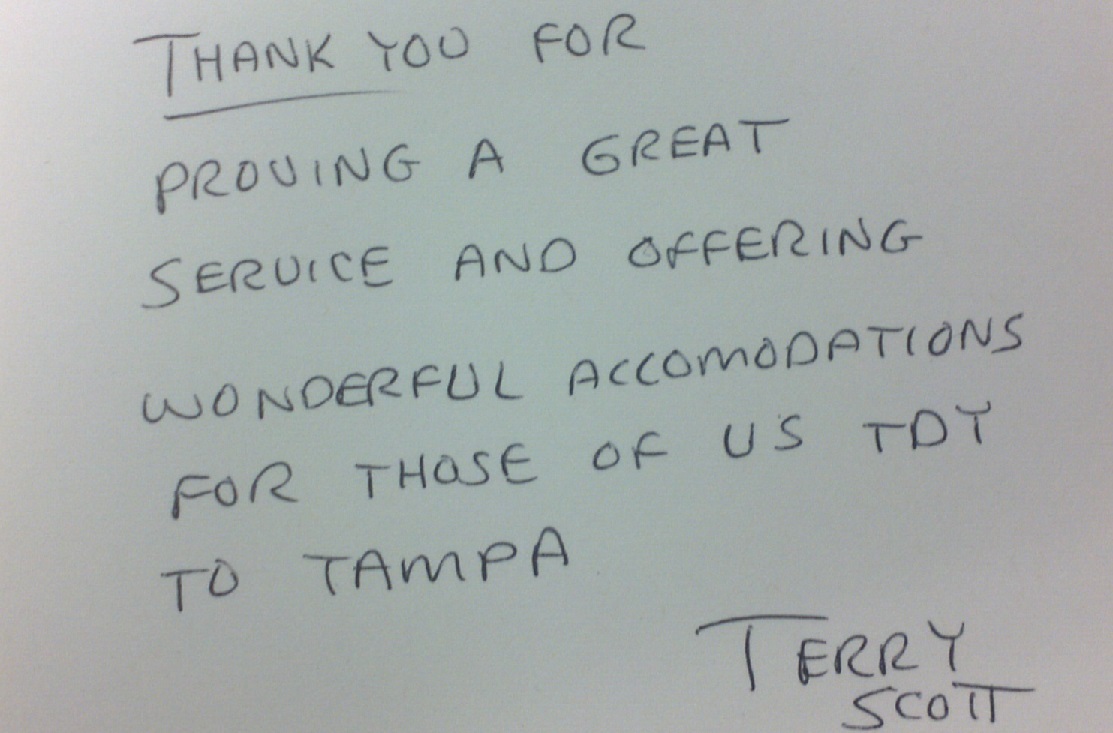 THANK YOU FOR
PROVING A GREAT
SERVICE AND OFFERING
WONDERFUL ACCOMODATIONS
FOR THOSE OF US TDY
TO TAMPA
TERRY
SCOTT